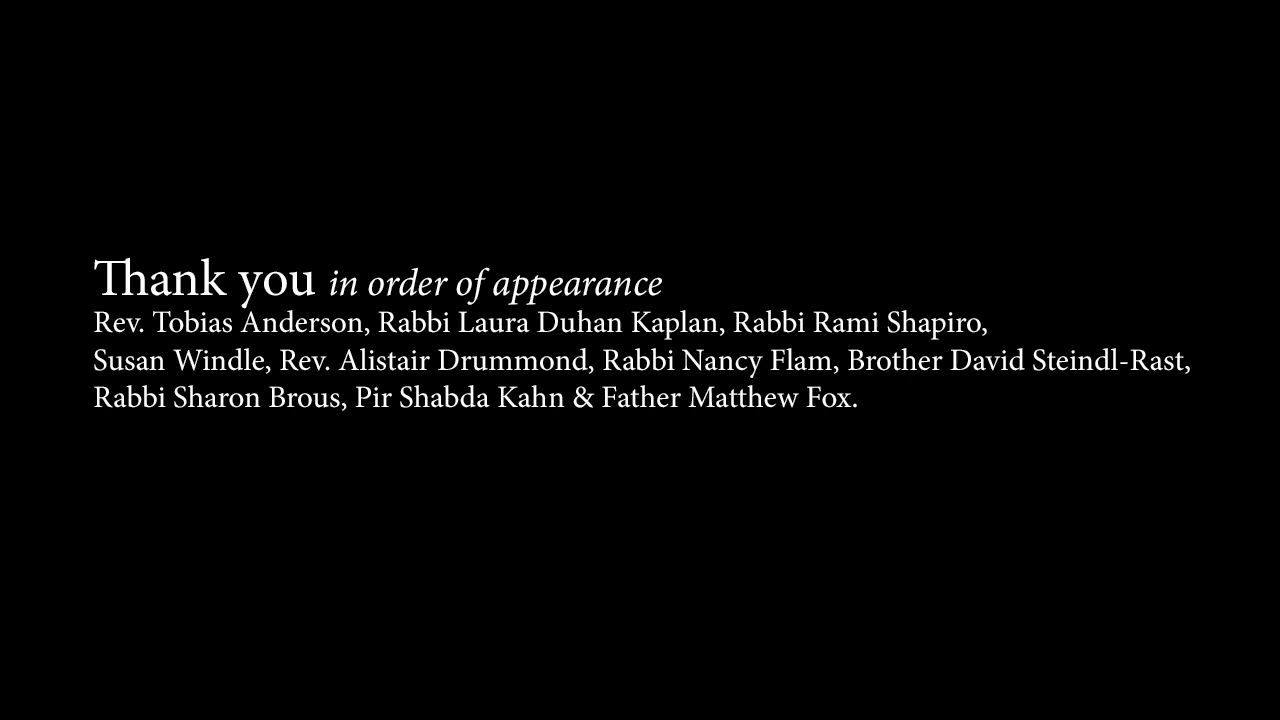 Thank you in order of appearance
Rev. Tobias Anderson, Rabbi Laura Duhan Kaplan, Rabbi Rami Shapiro,
Susan Windle, Rev. Alistair Drummond, Rabbi Nancy Flam, Brother David Steindl-Rast,
Rabbi Sharon Brous, Pir Shabda Kahn & Father Matthew Fox.